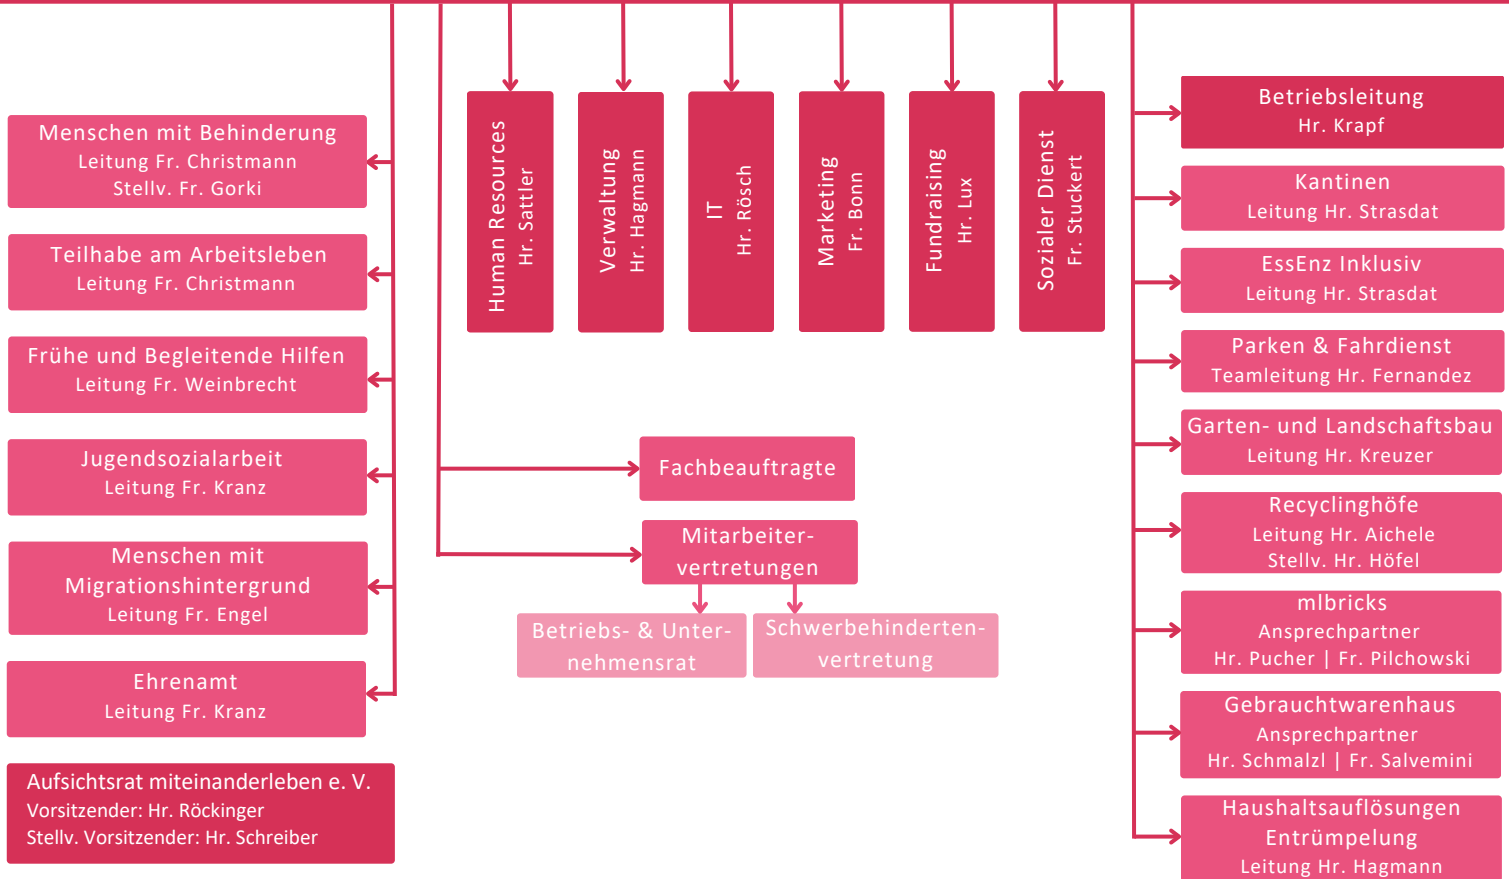 Menschen mit Behinderung
Leitung Fr. Christmann
Stellv. Fr. Gorki
Teilhabe am Arbeitsleben
Leitung Fr. Christmann
Frühe und Begleitende Hilfen
Leitung Fr. Weinbrecht
Jugendsozialarbeit
Leitung Fr. Kranz
Menschen mit
Migrationshintergrund
Leitung Fr. Engel
Ehrenamt
Leitung Fr. Kranz
Aufsichtsrat miteinanderleben e. V.
Vorsitzender: Hr. Röckinger
Stellv. Vorsitzender: Hr. Schreiber
Human Resources
Hr. Sattler
Verwaltung
Hr. Hagmann
IT
Hr. Rösch
Marketing
Fr. Bonn
Fundraising
Hr. Lux
Sozialer Dienst
Fr. Stuckert
Fachbeauftragte
Mitarbeiter-
vertretungen
Betriebs- & Unter-
nehmensrat
Schwerbehinderten-
vertretung
Betriebsleitung
Hr. Krapf
Kantinen
Leitung Hr. Strasdat
EssEnz Inklusiv
Leitung Hr. Strasdat
Parken & Fahrdienst
Teamleitung Hr. Fernandez
Garten- und Landschaftsbau
Leitung Hr. Kreuzer
Recyclinghöfe
Leitung Hr. Aichele
Stellv. Hr. Höfel
mlbricks
Ansprechpartner
Hr. Pucher | Fr. Pilchowski
Gebrauchtwarenhaus
Ansprechpartner
Hr. Schmalzl | Fr. Salvemini
Haushaltsauflösungen
Entrümpelung
Leitung Hr. Hagmann